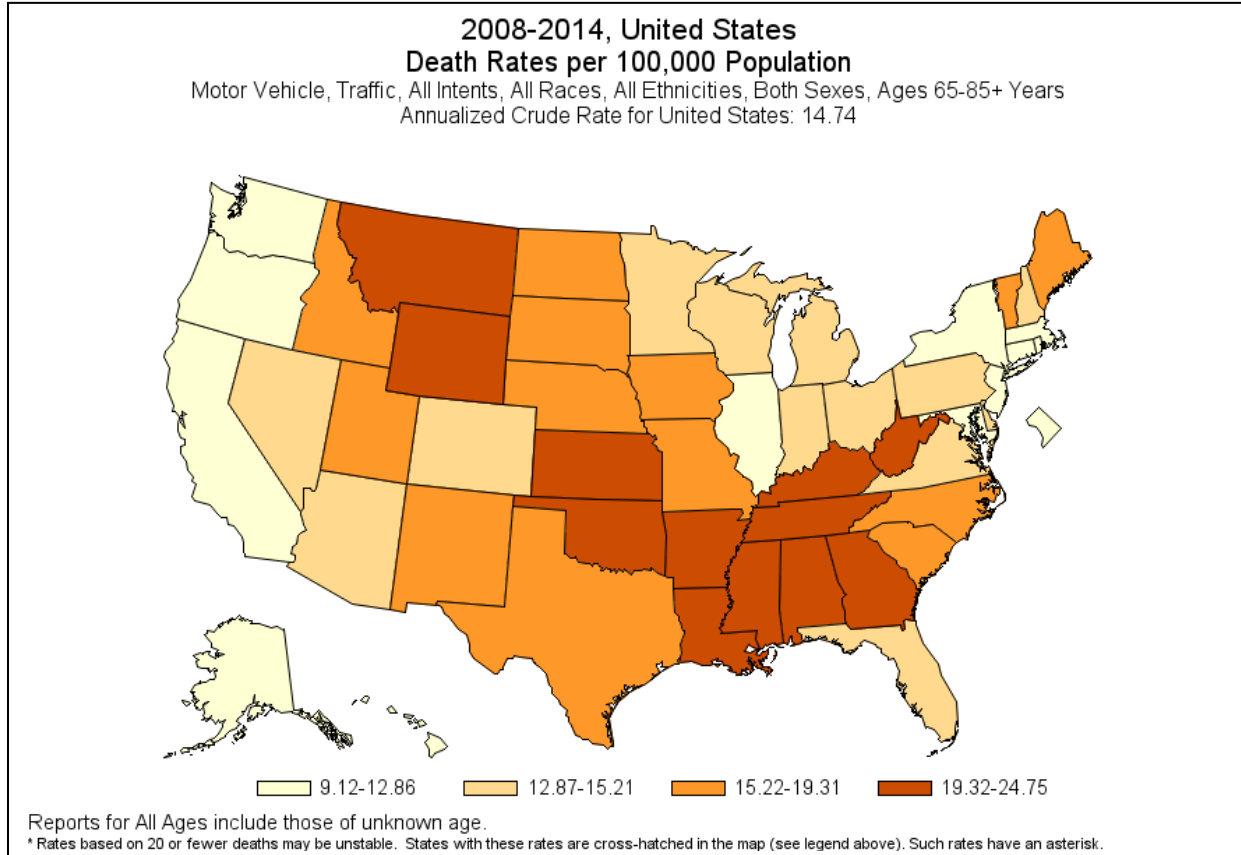 2008-2014, United States
Death Rates per 100,000 Population
Motor Vehicle, Traffic, All Intents, All Races, All Ethnicities, Both Sexes, Ages 65-85+ Years
Annualized Crude Rate for United States: 14.74
9.12-12.86 12.87-15.21 15.22-19.31 19.32-24.75
Reports for All Ages include those of unknown age.
* Rates based on 20 or fewer deaths may be unstable. States with these rates are cross-hatched in the map (see legend above). Such rates have an asterisk.